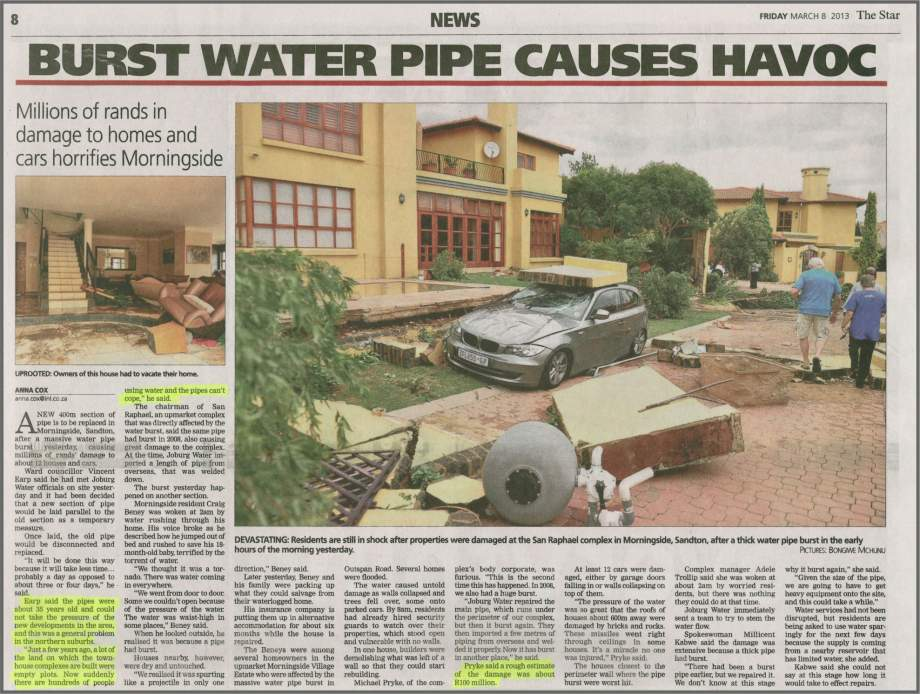 8
NEWS
FRIDAY MARCH 8 2013 The Star
BURST WATER PIPE CAUSES HAVOC
Millions of rands in
damage to homes and
cars horrifies Morningside
UPROOTED: Owners of this house had to vacate their home.
DEVASTATING: Residents are still in shock after properties were damaged at the San Raphael complex in Morningside, Sandton, after a thick water pipe burst in the early
hours of the morning yesterday.
PICTURES: BONGIWE MCHUNU
ANNA COX
anna.cox@inl.co.za
A NEW 400m section of
pipe is to be replaced in
Morningside, Sandton,
after a massive water pipe
burst yesterday, causing
millions of rands' damage to
about 12 houses and cars.
Ward councillor Vincent
Earp said he had met Joburg
Water officials on site yester-
day and it had been decided
that a new section of pipe
would be laid parallel to the
old section as a temporary
measure.
Once laid, the old pipe
would be disconnected and
replaced.
"It will be done this way
because it will take less time...
probably a day as opposed to
about three or four days," he
said.
Earp said the pipes were
about 35 years old and could
not take the pressure of the
new developments in the area,
and this was a general problem
in the northern suburbs.
"Just a few years ago, a lot of
the land on which the town-
house complexes are built were
empty plots. Now suddenly
there are hundreds of people
using water and the pipes can't
cope," he said.
The chairman of San
Raphael, an upmarket complex
that was directly affected by the
water burst, said the same pipe
had burst in 2008, also causing
great damage to the complex.
At the time, Joburg Water im-
ported a length of pipe from
overseas, that was welded
down.
The burst yesterday hap-
pened on another section.
Morningside resident Craig
Beney was woken at 2am by
water rushing through his
home. His voice broke as he
described how he jumped out of
bed and rushed to save his 18-
month-old baby, terrified by the
torrent of water.
"We thought it was a tor-
nado. There was water coming
in everywhere.
"We went from door to door.
Some we couldn't open because
of the pressure of the water.
The water was waist-high in
some places," Beney said.
When he looked outside, he
realised it was because a pipe
had burst.
Houses nearby, however,
were dry and untouched.
"We realised it was spurting
like a projectile in only one
direction," Beney said.
Later yesterday, Beney and
his family were packing up
what they could salvage from
their waterlogged home.
His insurance company is
putting them up in alternative
accommodation for about six
months while the house is
repaired.
The Beneys were among
several homeowners in the
upmarket Morningside Village
Estate who were affected by the
massive water pipe burst in
Outspan Road. Several homes
were flooded.
The water caused untold
damage as walls collapsed and
trees fell over, some onto
parked cars. By 9am, residents
had already hired security
guards to watch over their
properties, which stood open
and vulnerable with no walls.
In one house, builders were
demolishing what was left of a
wall so that they could start
rebuilding.
Michael Pryke, of the com-
plex's body corporate, was
furious. "This is the second
time this has happened. In 2008,
we also had a huge burst.
"Joburg Water repaired the
main pipe, which runs under
the perimeter of our complex,
but then it burst again. They
then imported a few metres of
piping from overseas and wel-
ded it properly. Now it has burst
in another place," he said.
Pryke said a rough estimate
of the damage was about
R100 million.
At least 12 cars were dam-
aged, either by garage doors
falling in or walls collapseing on
top of them.
"The pressure of the water
was so great that the roofs of
houses about 600m away were
damaged by bricks and rocks.
These missiles went right
through ceilings in some
houses. It's a miracle no one
was injured," Pryke said.
The houses closest to the
perimeter wall where the pipe
burst were worst hit.
Complex manager Adele
Trollip said she was woken at
about 2am by worried resi-
dents, but there was nothing
they could do at that time.
Joburg Water immediately
sent a team to try to stem the
water flow.
Spokeswoman Millicent
Kabwe said the damage was
extensive because a thick pipe
had burst.
"There had been a burst
pipe earlier, but we repaired it.
We don't know at this stage
why it burst again," she said.
"Given the size of the pipe,
we are going to have to get
heavy equipment onto the site,
and this could take a while."
Water services had not been
disrupted, but residents are
being asked to use water spar-
ingly for the next few days
because the supply is coming
from a nearby reservoir that
has limited water, she added.
Kabwe said she could not
say at this stage how long it
would take to effect repairs.